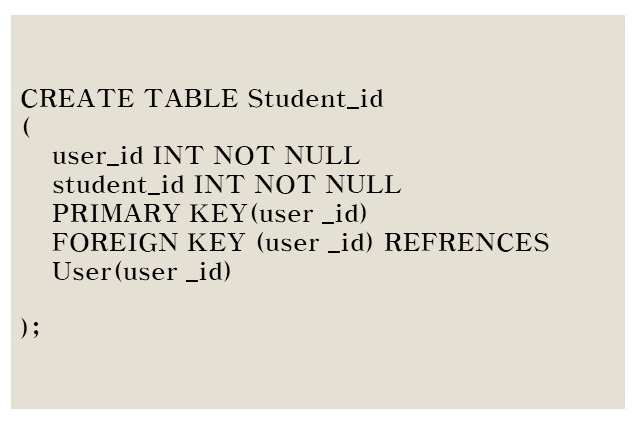 CREATE TABLE Student_id
(
user_id INT NOT NULL
student_id INT NOT NULL
PRIMARY KEY(user _id)
FOREIGN KEY (user _id) REFRENCES
User(user _id)
);